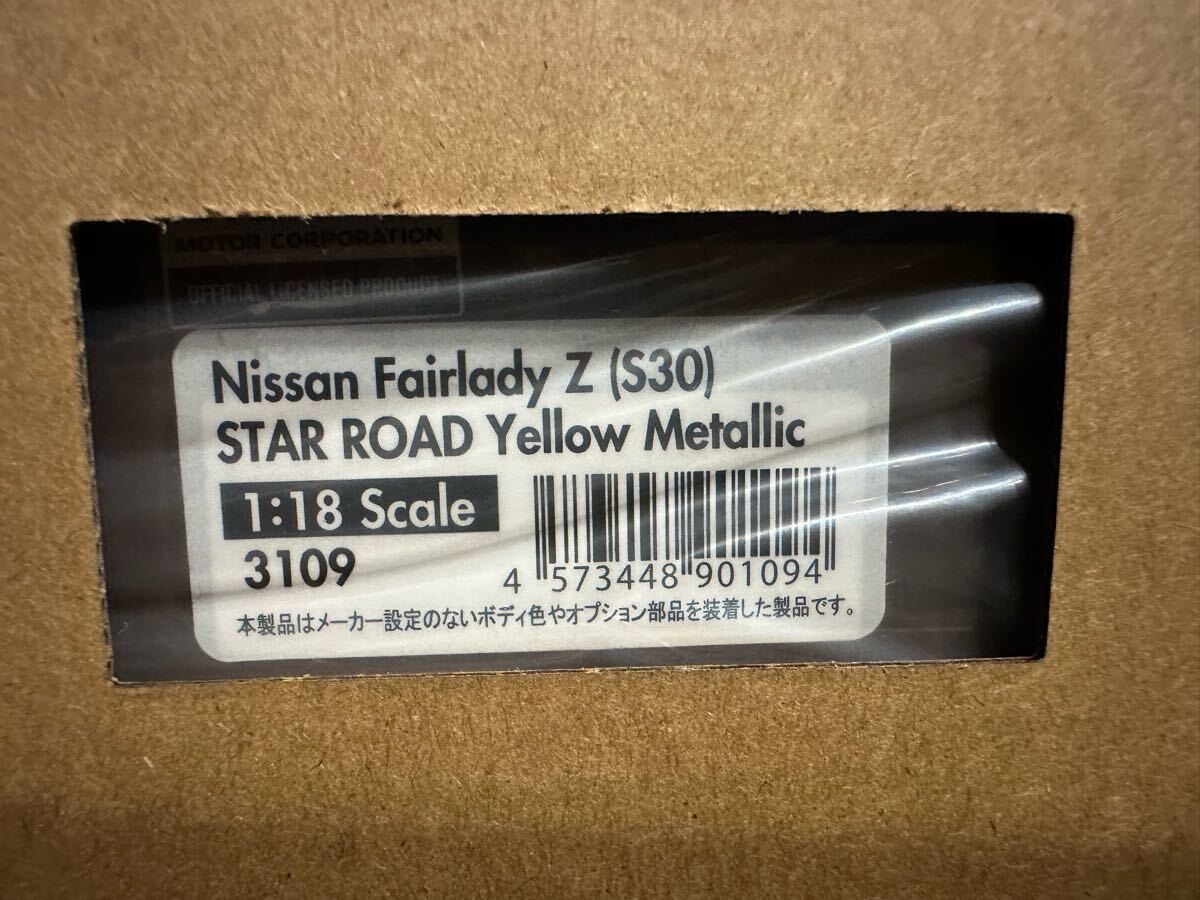 MOTOR CORPORATION
OFFICIAL LICENSED PRODUCT
Nissan Fairlady Z (S30)
STAR ROAD Yellow Metallic
1:18 Scale
3109
4 573448 901094
本製品はメーカー設定のないボディ色やオプション部品を装着した製品です。